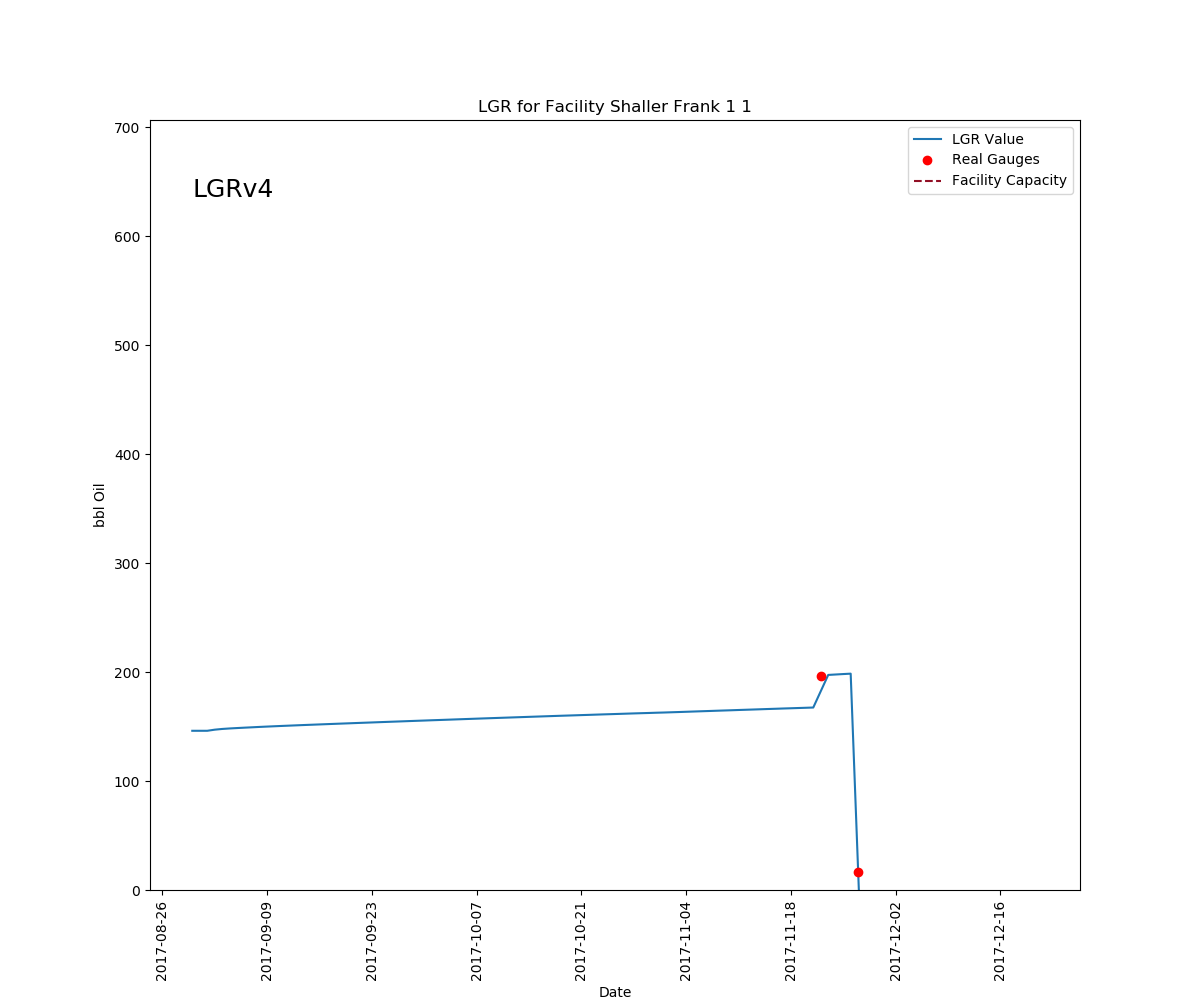 LGR for Facility Shaller Frank 1 1
700
600
500
400
300
200
100
0
bbl Oil
LGRv4
LGR Value
Real Gauges
Facility Capacity
2017-08-26
2017-09-09
2017-09-23
2017-10-07
2017-10-21
2017-11-04
2017-11-18
2017-12-02
2017-12-16
Date